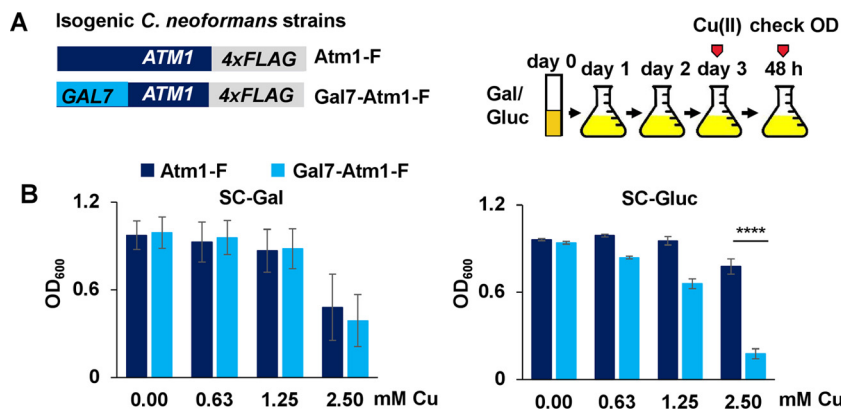 A
Isogenic C. neoformans strains
ATM1 4xFLAG Atm1-F
GAL7 ATM1 4xFLAG Gal7-Atm1-F
Cu(II) check OD
day 0 day 1 day 2 day 3 48 h
Gal/
Gluc
B
Atm1-F Gal7-Atm1-F
SC-Gal
OD600
1.2
0.6
0
0.00 0.63 1.25 2.50 mM Cu
SC-Gluc
OD600
1.2
0.6
0
****
0.00 0.63 1.25 2.50 mM Cu